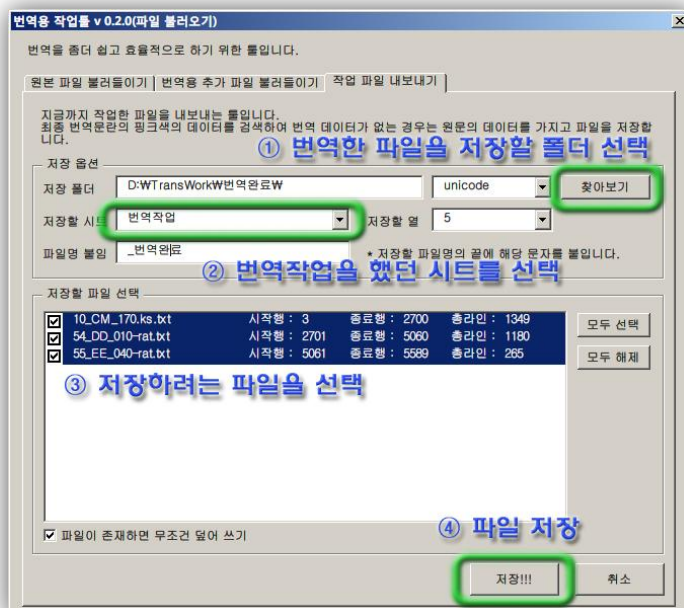 번역용 작업툴 v 0.2.0(파일 불러오기)
번역을 좀더 쉽고 효율적으로 하기 위한 툴입니다.
원본 파일 불러들이기 번역용 추가 파일 불러들이기 작업 파일 내보내기
지금까지 작업한 파일을 내보내는 툴입니다.
최종 번역문란의 핑크색의 데이터를 검색하여 번역 데이터가 없는 경우는 원문의 데이터를 가지고 파일을 저장합
니다.
① 번역한 파일을 저장할 폴더 선택
저장 옵션
저장 폴더 D:₩TransWork₩번역완료₩ unicode 찾아보기
저장할 시트 번역작업 저장할 열 5
파일명 붙임 _번역완료 * 저장할 파일명의 끝에 해당 문자를 붙입니다.
② 번역작업을 했던 시트를 선택
저장할 파일 선택
10_CM_170.ks.txt 시작행 : 3 종료행 : 2700 총라인 : 1349
54_DD_010-rat.txt 시작행 : 2701 종료행 : 5060 총라인 : 1180
55_EE_040-rat.txt 시작행 : 5061 종료행 : 5589 총라인 : 265
모두 선택
모두 해제
③ 저장하려는 파일을 선택
④ 파일 저장
파일이 존재하면 무조건 덮어 쓰기
저장!!! 취소